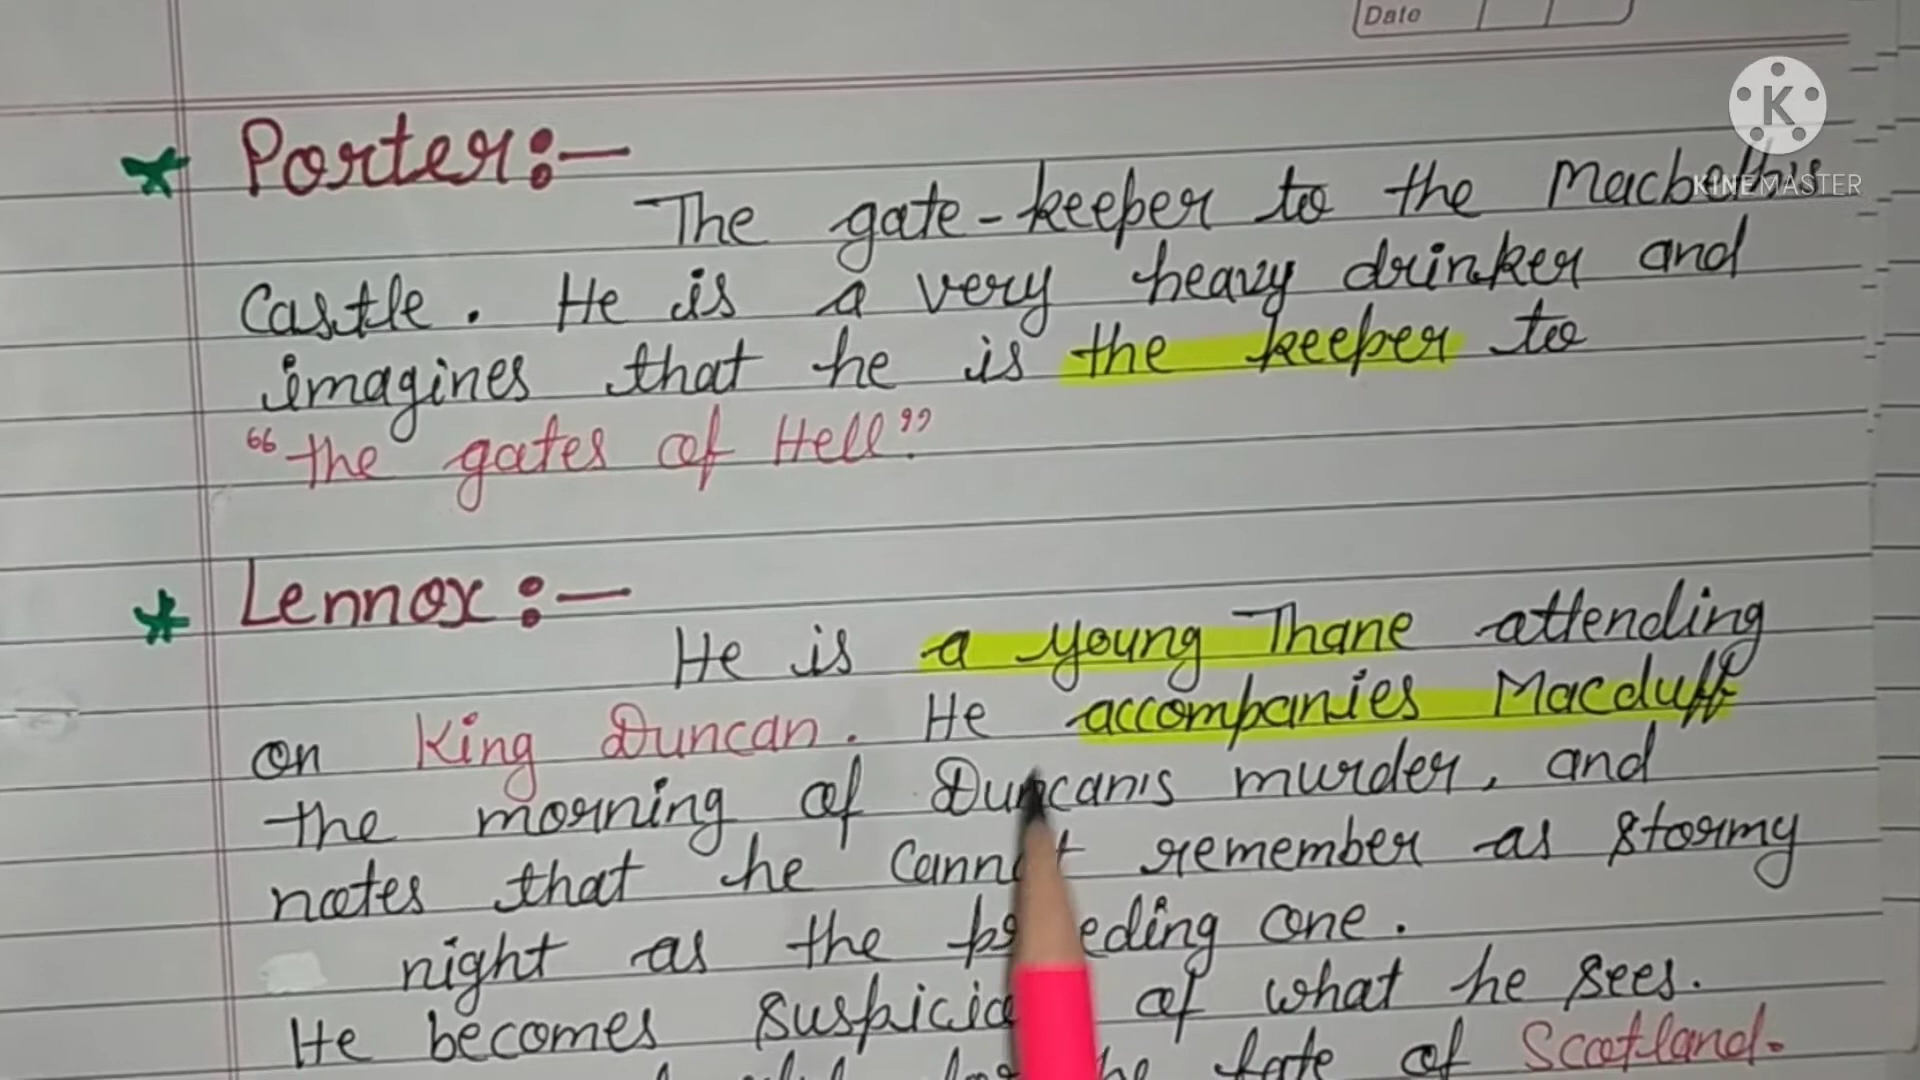 Date
K
KINEMASTER
Porter:-
The gate-keeper to the Macbeth's
Castle. He is a very heavy drinker and
imagines that he is the keeper to
"the gates of Hell".
Lennox:-
He is a young Thane attending
on King Duncan. He accompanies Macduff
the morning of Duncan's murder, and
notes that he cannot remember as stormy
night as the one.
He becomes of what he sees.
fate of Scotland.